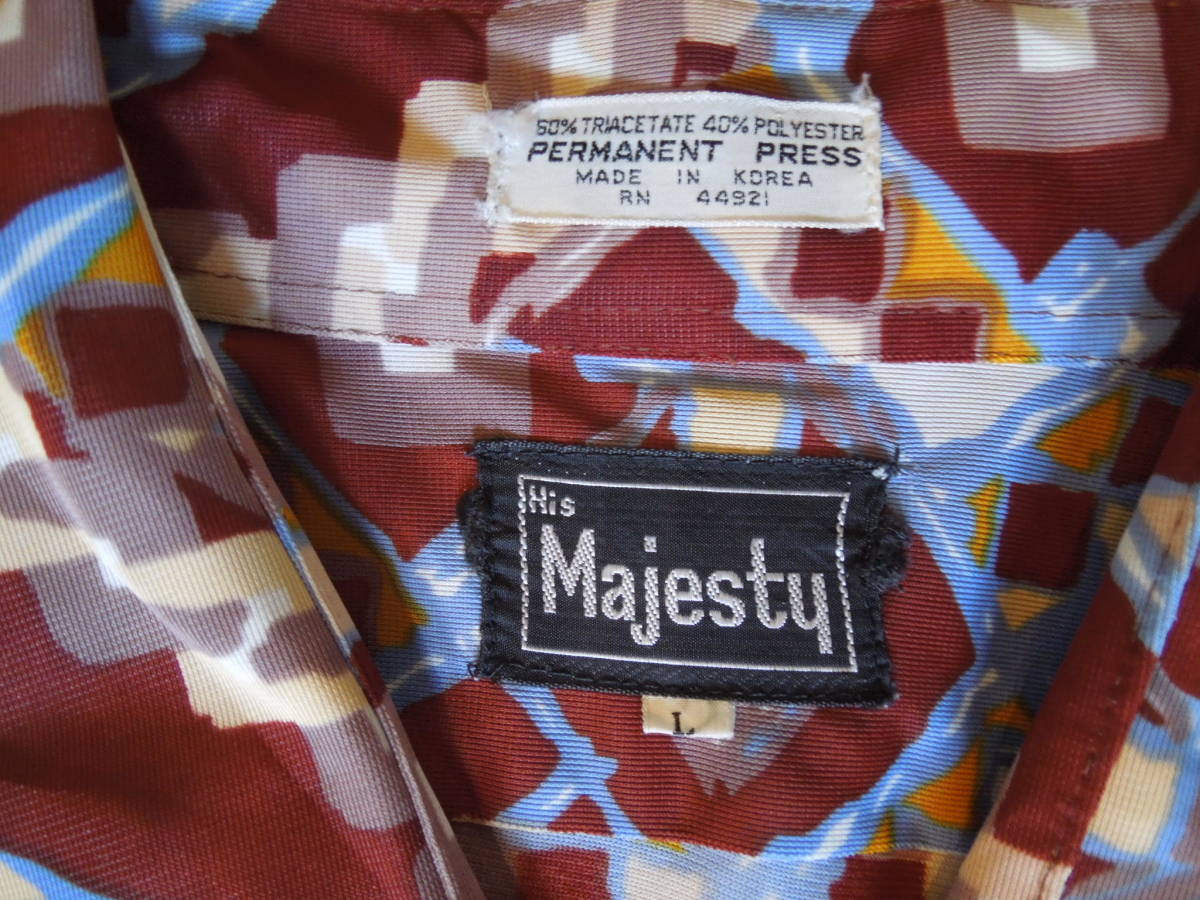 60% TRIACETATE 40% POLYESTER
PERMANENT PRESS
MADE IN KOREA
RN 44921
His
Majesty
L